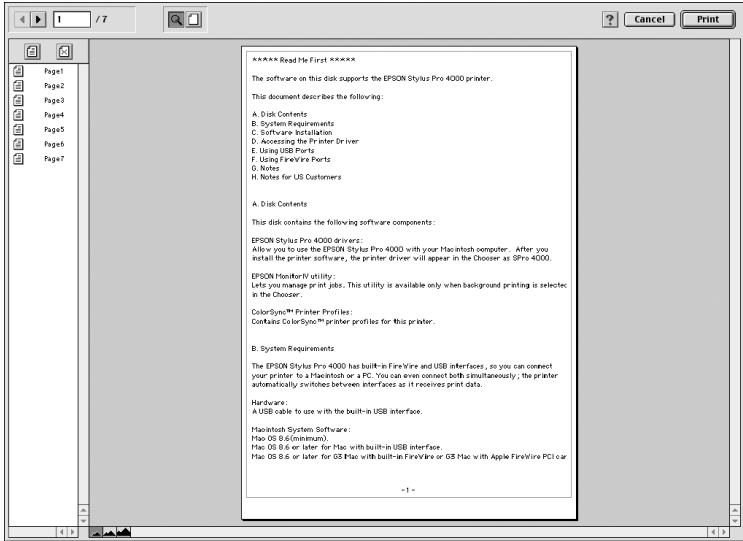 1 / 7
? Cancel Print
Page1
Page2
Page3
Page4
Page5
Page6
Page7
***** Read Me First *****
The software on this disk supports the EPSON Stylus Pro 4000 printer.
This document describes the following:
A. Disk Contents
B. System Requirements
C. Software Installation
D. Accessing the Printer Driver
E. Using USB Ports
F. Using FireWire Ports
G. Notes
H. Notes for US Customers
A. Disk Contents
This disk contains the following software components:
EPSON Stylus Pro 4000 drivers:
Allow you to use the EPSON Stylus Pro 4000 with your Macintosh computer. After you
install the printer software, the printer driver will appear in the Chooser as SPro 4000.
EPSON MonitorIV utility:
Lets you manage print jobs. This utility is available only when background printing is selected
in the Chooser.
ColorSync™ Printer Profiles:
Contains ColorSync™ printer profiles for this printer.
B. System Requirements
The EPSON Stylus Pro 4000 has built-in FireWire and USB interfaces, so you can connect
your printer to a Macintosh or a PC. You can even connect both simultaneously; the printer
automatically switches between interfaces as it receives print data.
Hardware:
A USB cable to use with the built-in USB interface.
Macintosh System Software:
Mac OS 8.6(minimum).
Mac OS 8.6 or later for Mac with built-in USB interface.
Mac OS 8.6 or later for G3 Mac with built-in FireWire or G3 Mac with Apple FireWire PCI car
-1-